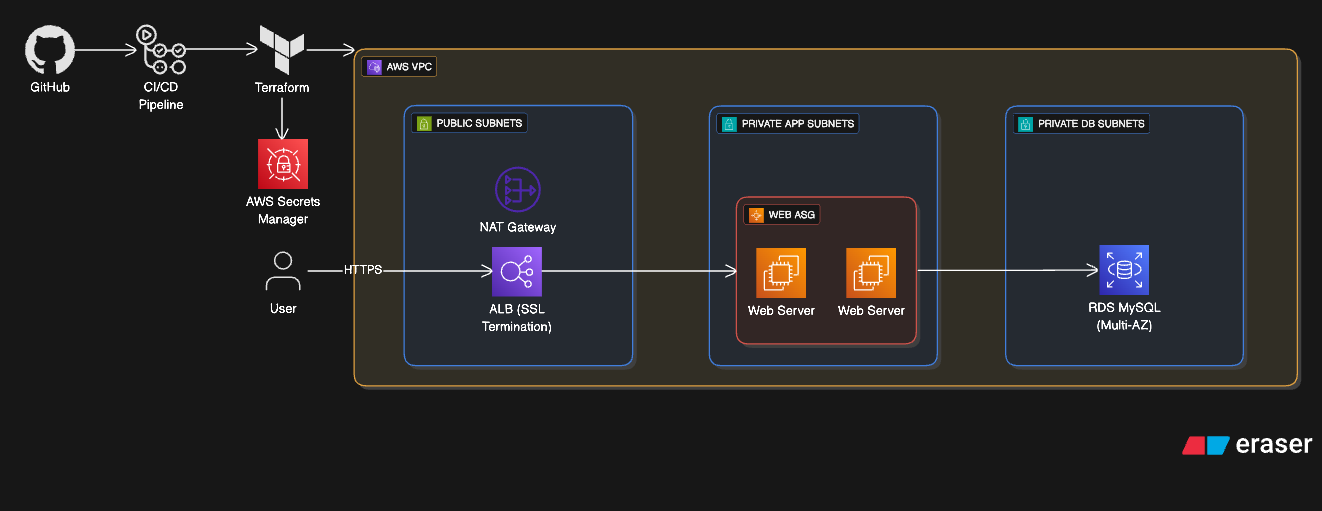 GitHub
CI/CD
Pipeline
Terraform
AWS VPC
PUBLIC SUBNETS
PRIVATE APP SUBNETS
PRIVATE DB SUBNETS
AWS Secrets
Manager
NAT Gateway
WEB ASG
HTTPS
User
ALB (SSL
Termination)
Web Server
Web Server
RDS MySQL
(Multi-AZ)
eraser